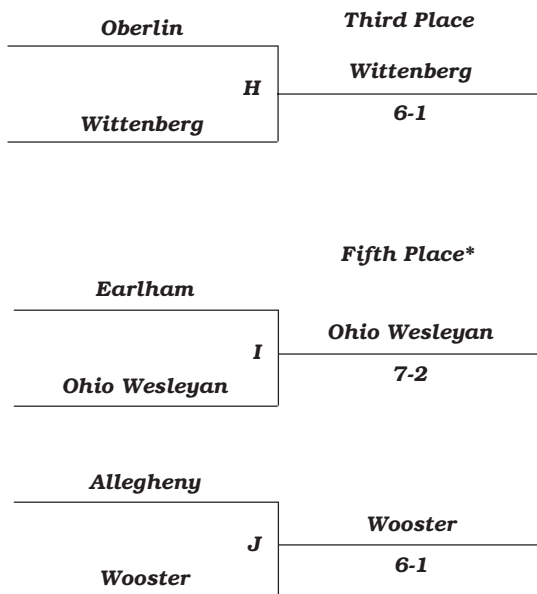 Oberlin
Third Place
H
Wittenberg
Wittenberg
6-1
Fifth Place*
Earlham
I
Ohio Wesleyan
Ohio Wesleyan
7-2
Allegheny
J
Wooster
Wooster
6-1